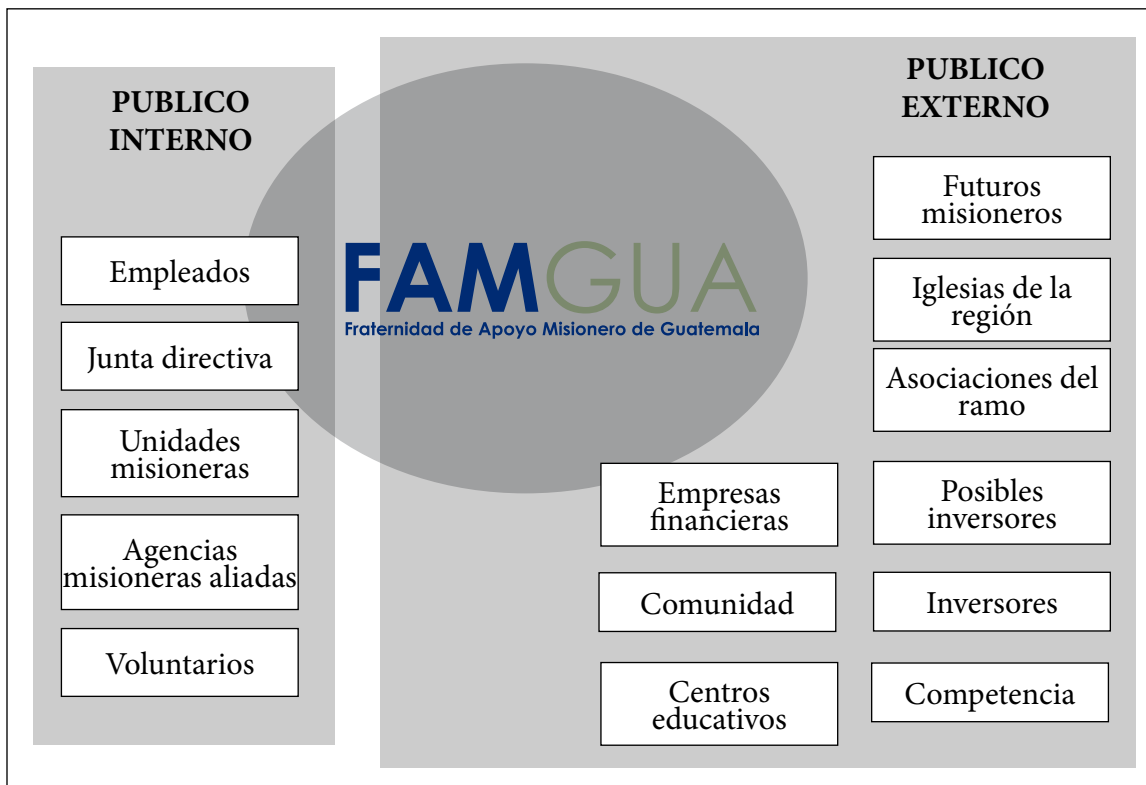 PUBLICO
INTERNO
Empleados
Junta directiva
Unidades
misioneras
Agencias
misioneras aliadas
Voluntarios
FAMGUA
Fraternidad de Apoyo Misionero de Guatemala
PUBLICO
EXTERNO
Futuros
misioneros
Iglesias de la
región
Asociaciones del
ramo
Empresas
financieras
Posibles
inversores
Comunidad
Inversores
Centros
educativos
Competencia